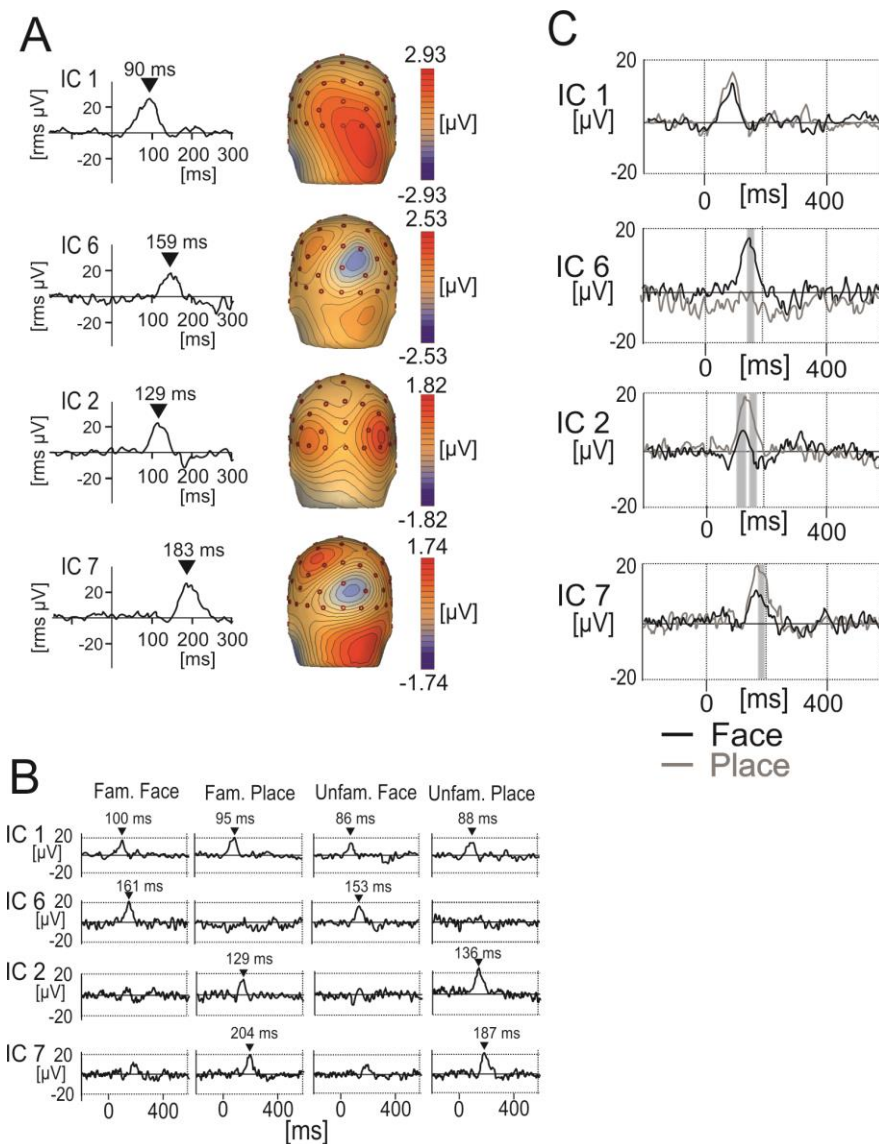 A
IC 1
90 ms
[rms µV]
20
-20
100 200 300
[ms]
2.93
[µV]
-2.93
IC 6
159 ms
[rms µV]
20
-20
100 200 300
[ms]
2.53
[µV]
-2.53
IC 2
129 ms
[rms µV]
20
-20
100 200 300
[ms]
1.82
[µV]
-1.82
IC 7
183 ms
[rms µV]
20
-20
100 200 300
[ms]
1.74
[µV]
-1.74
B
Fam. Face Fam. Place Unfam. Face Unfam. Place
100 ms 95 ms 86 ms 88 ms
IC 1 20
[µV]
-20
161 ms 153 ms
IC 6 20
[µV]
-20
129 ms 136 ms
IC 2 20
[µV]
-20
204 ms 187 ms
IC 7 20
[µV]
-20
0 400 0 400 0 400 0 400
[ms]
C
20
IC 1
[µV]
-20
0 [ms] 400
20
IC 6
[µV]
-20
0 [ms] 400
20
IC 2
[µV]
-20
0 [ms] 400
20
IC 7
[µV]
-20
0 [ms] 400
Face
Place